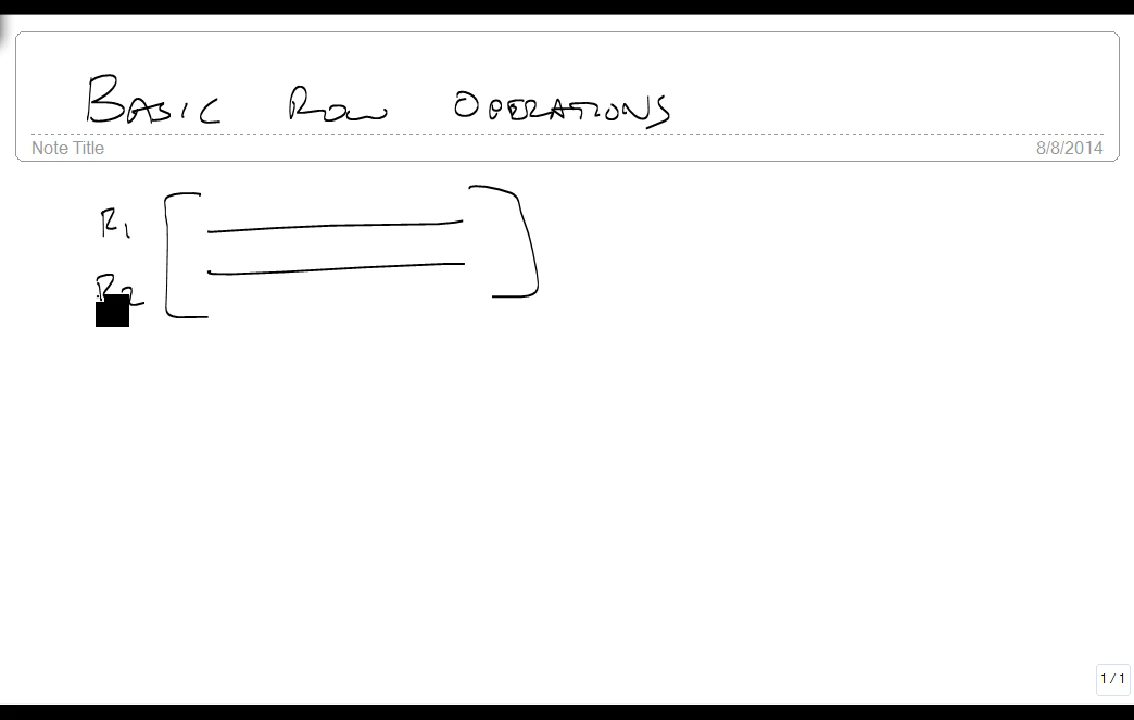 BASIC ROW OPERATIONS
Note Title 8/8/2014
R1
R2
1/1